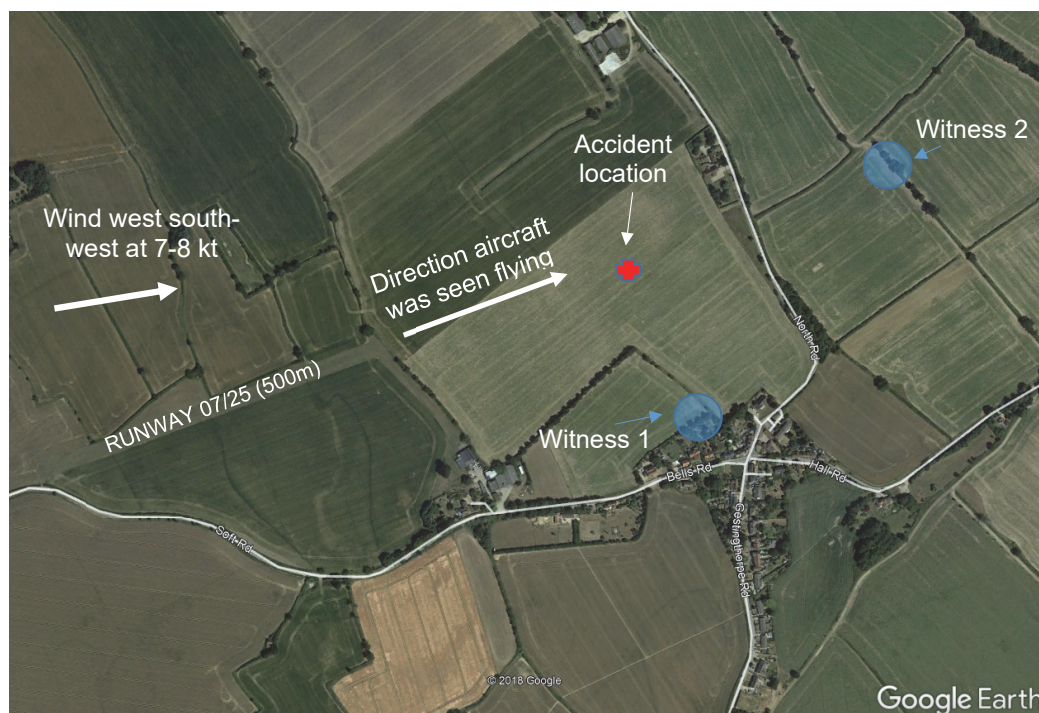 Witness 2
Accident
location
Wind west south-
west at 7-8 kt
Direction aircraft
was seen flying
North Rd
RUNWAY 07/25 (500m)
Witness 1
Bells Rd
Hall Rd
Gestingthorpe Rd
Soft Rd
© 2018 Google
Google Earth